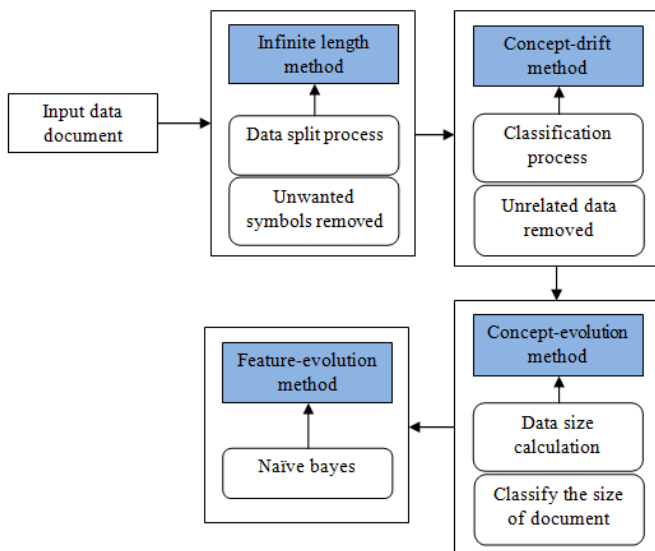 Input data
document
Infinite length
method
Data split process
Unwanted
symbols removed
Concept-drift
method
Classification
process
Unrelated data
removed
Concept-evolution
method
Data size
calculation
Classify the size
of document
Feature-evolution
method
Naïve bayes